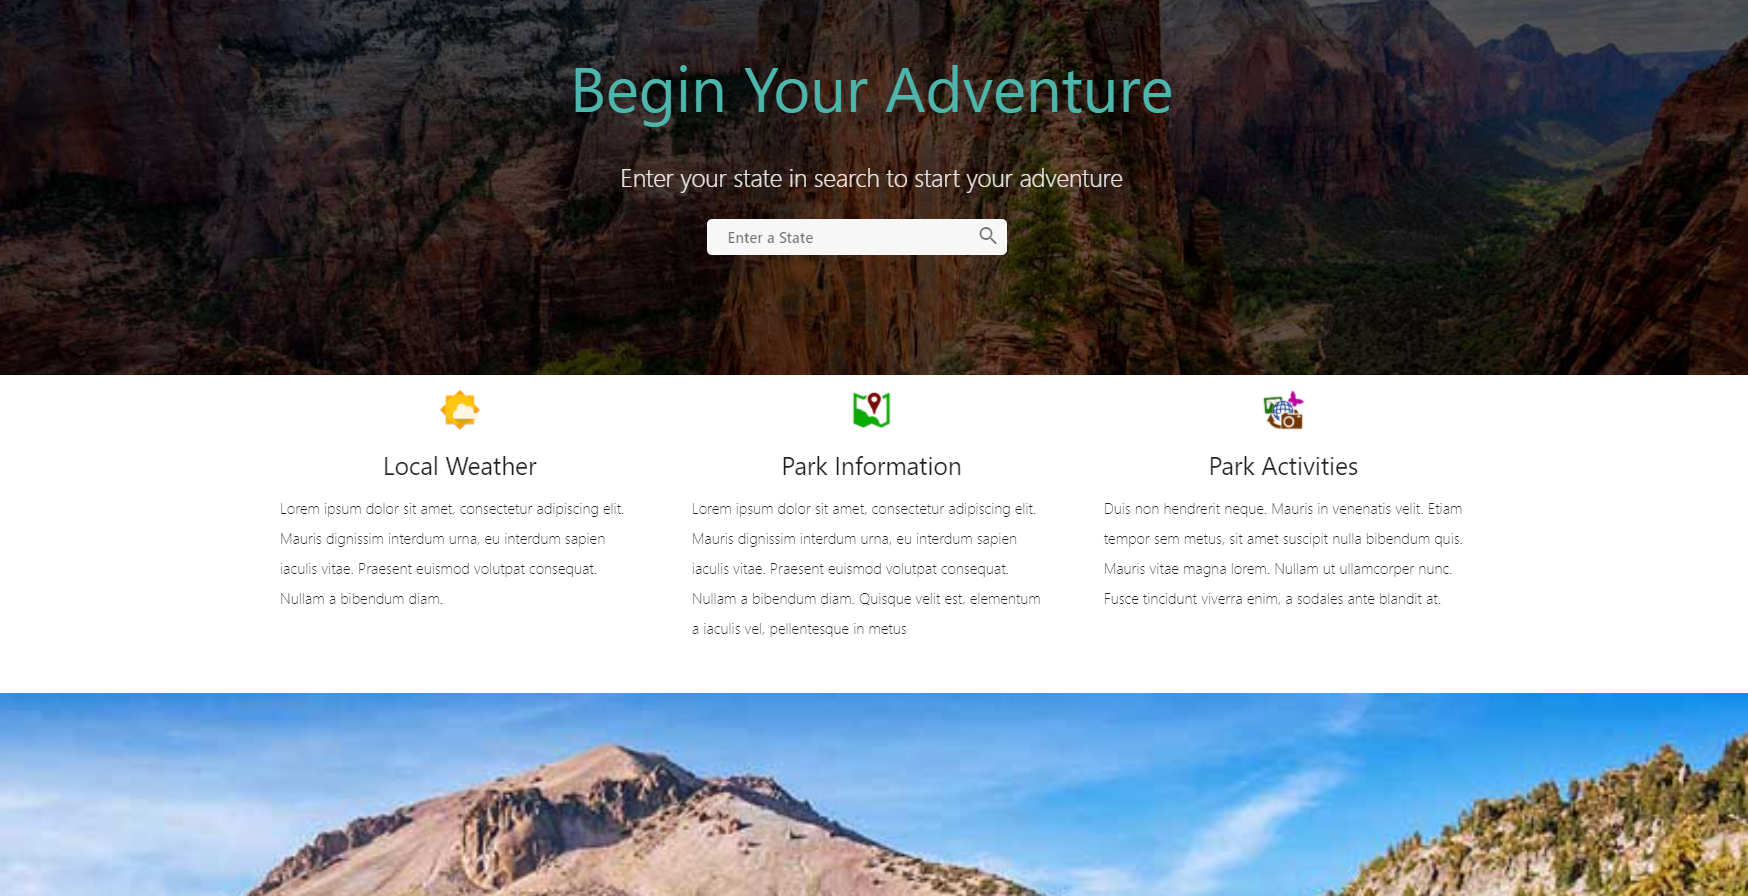 Begin Your Adventure
Enter your state in search to start your adventure
Enter a State
Local Weather
Lorem ipsum dolor sit amet, consectetur adipiscing elit.
Mauris dignissim interdum urna, eu interdum sapien
iaculis vitae. Praesent euismod volutpat consequat.
Nullam a bibendum diam.
Park Information
Lorem ipsum dolor sit amet, consectetur adipiscing elit.
Mauris dignissim interdum urna, eu interdum sapien
iaculis vitae. Praesent euismod volutpat consequat.
Nullam a bibendum diam. Quisque velit est, elementum
a iaculis vel, pellentesque in metus
Park Activities
Duis non hendrerit neque. Mauris in venenatis velit. Etiam
tempor sem metus, sit amet suscipit nulla bibendum quis.
Mauris vitae magna lorem. Nullam ut ullamcorper nunc.
Fusce tincidunt viverra enim, a sodales ante blandit at.